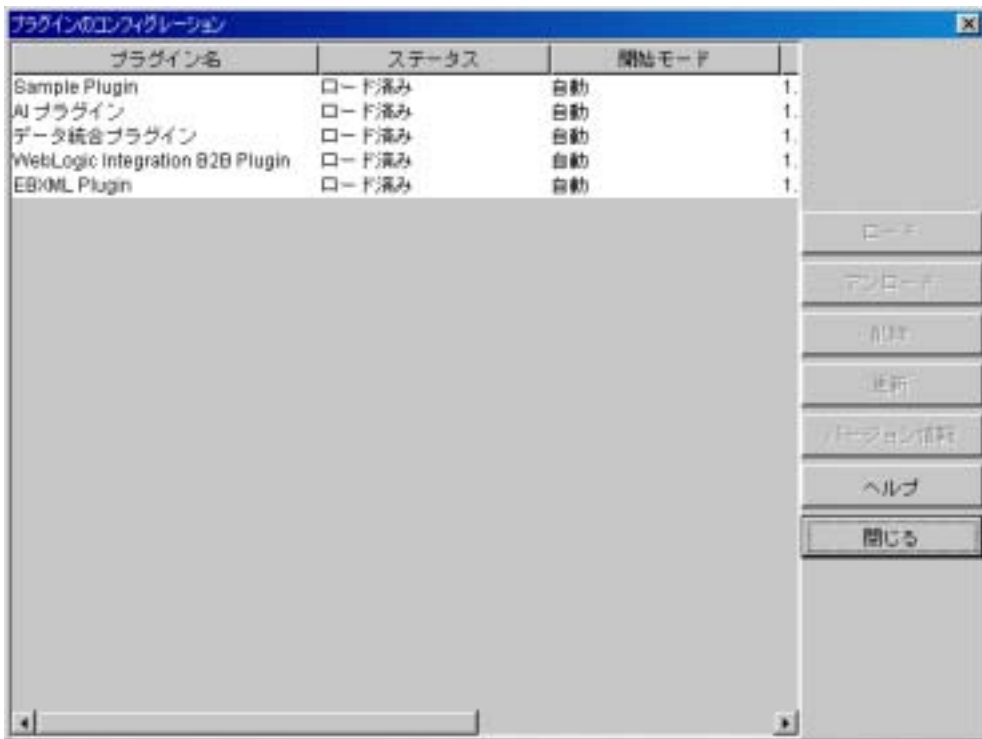 プラグインのコンフィグレーション
プラグイン名 ステータス 開始モード
Sample Plugin ロード済み 自動 1.
AI プラグイン ロード済み 自動 1.
データ統合プラグイン ロード済み 自動 1.
WebLogic Integration B2B Plugin ロード済み 自動 1.
EBXML Plugin ロード済み 自動 1.
ロード
アンロード
削除
更新
バージョン情報
ヘルプ
閉じる